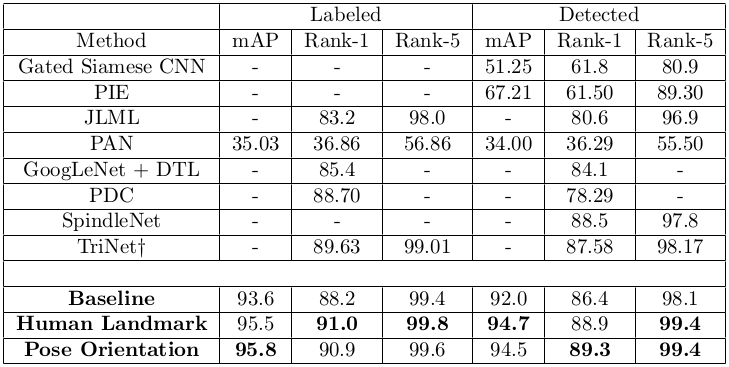 Labeled Detected
Method mAP Rank-1 Rank-5 mAP Rank-1 Rank-5
Gated Siamese CNN - - - 51.25 61.8 80.9
PIE - - - 67.21 61.50 89.30
JLML - 83.2 98.0 - 80.6 96.9
PAN 35.03 36.86 56.86 34.00 36.29 55.50
GoogLeNet + DTL - 85.4 - 84.1 -
PDC - 88.70 - 78.29 -
SpindleNet - - - - 88.5 97.8
TriNet† - 89.63 99.01 - 87.58 98.17
Baseline 93.6 88.2 99.4 92.0 86.4 98.1
Human Landmark 95.5 91.0 99.8 94.7 88.9 99.4
Pose Orientation 95.8 90.9 99.6 94.5 89.3 99.4